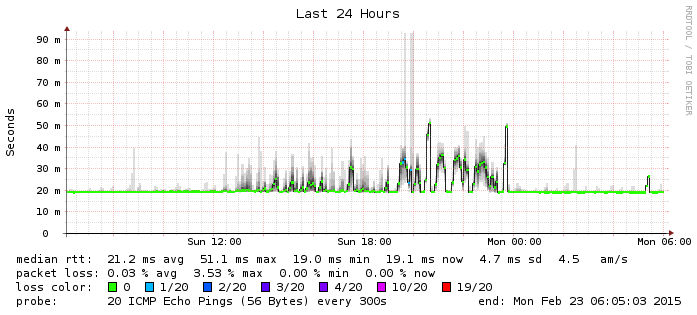 Last 24 Hours
RRDTOOL / TOBI OETIKER
Seconds
90 m
80 m
70 m
60 m
50 m
40 m
30 m
20 m
10 m
0
Sun 12:00 Sun 18:00 Mon 00:00 Mon 06:00
median rtt: 21.2 ms avg 51.1 ms max 19.0 ms min 19.1 ms now 4.7 ms sd 4.5 am/s
packet loss: 0.03 % avg 3.53 % max 0.00 % min 0.00 % now
loss color: 0 1/20 2/20 3/20 4/20 10/20 19/20
probe: 20 ICMP Echo Pings (56 Bytes) every 300s end: Mon Feb 23 06:05:03 2015